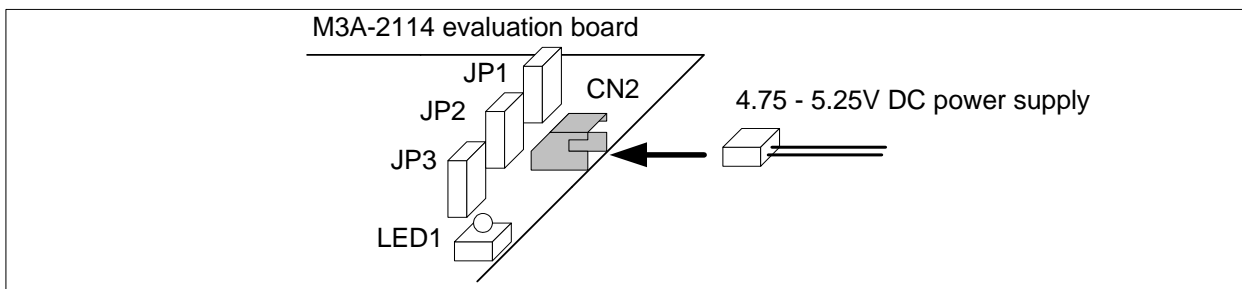 M3A-2114 evaluation board
JP1
CN2
4.75 - 5.25V DC power supply
JP2
JP3
LED1